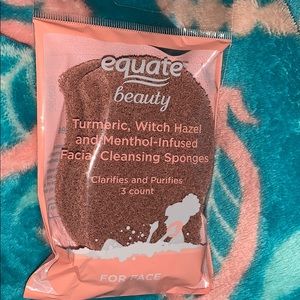 equate
beauty
Turmeric, Witch Hazel
and Menthol-Infused
Facial Cleansing Sponges
Clarifies and Purifies
3 count
FOR FACE